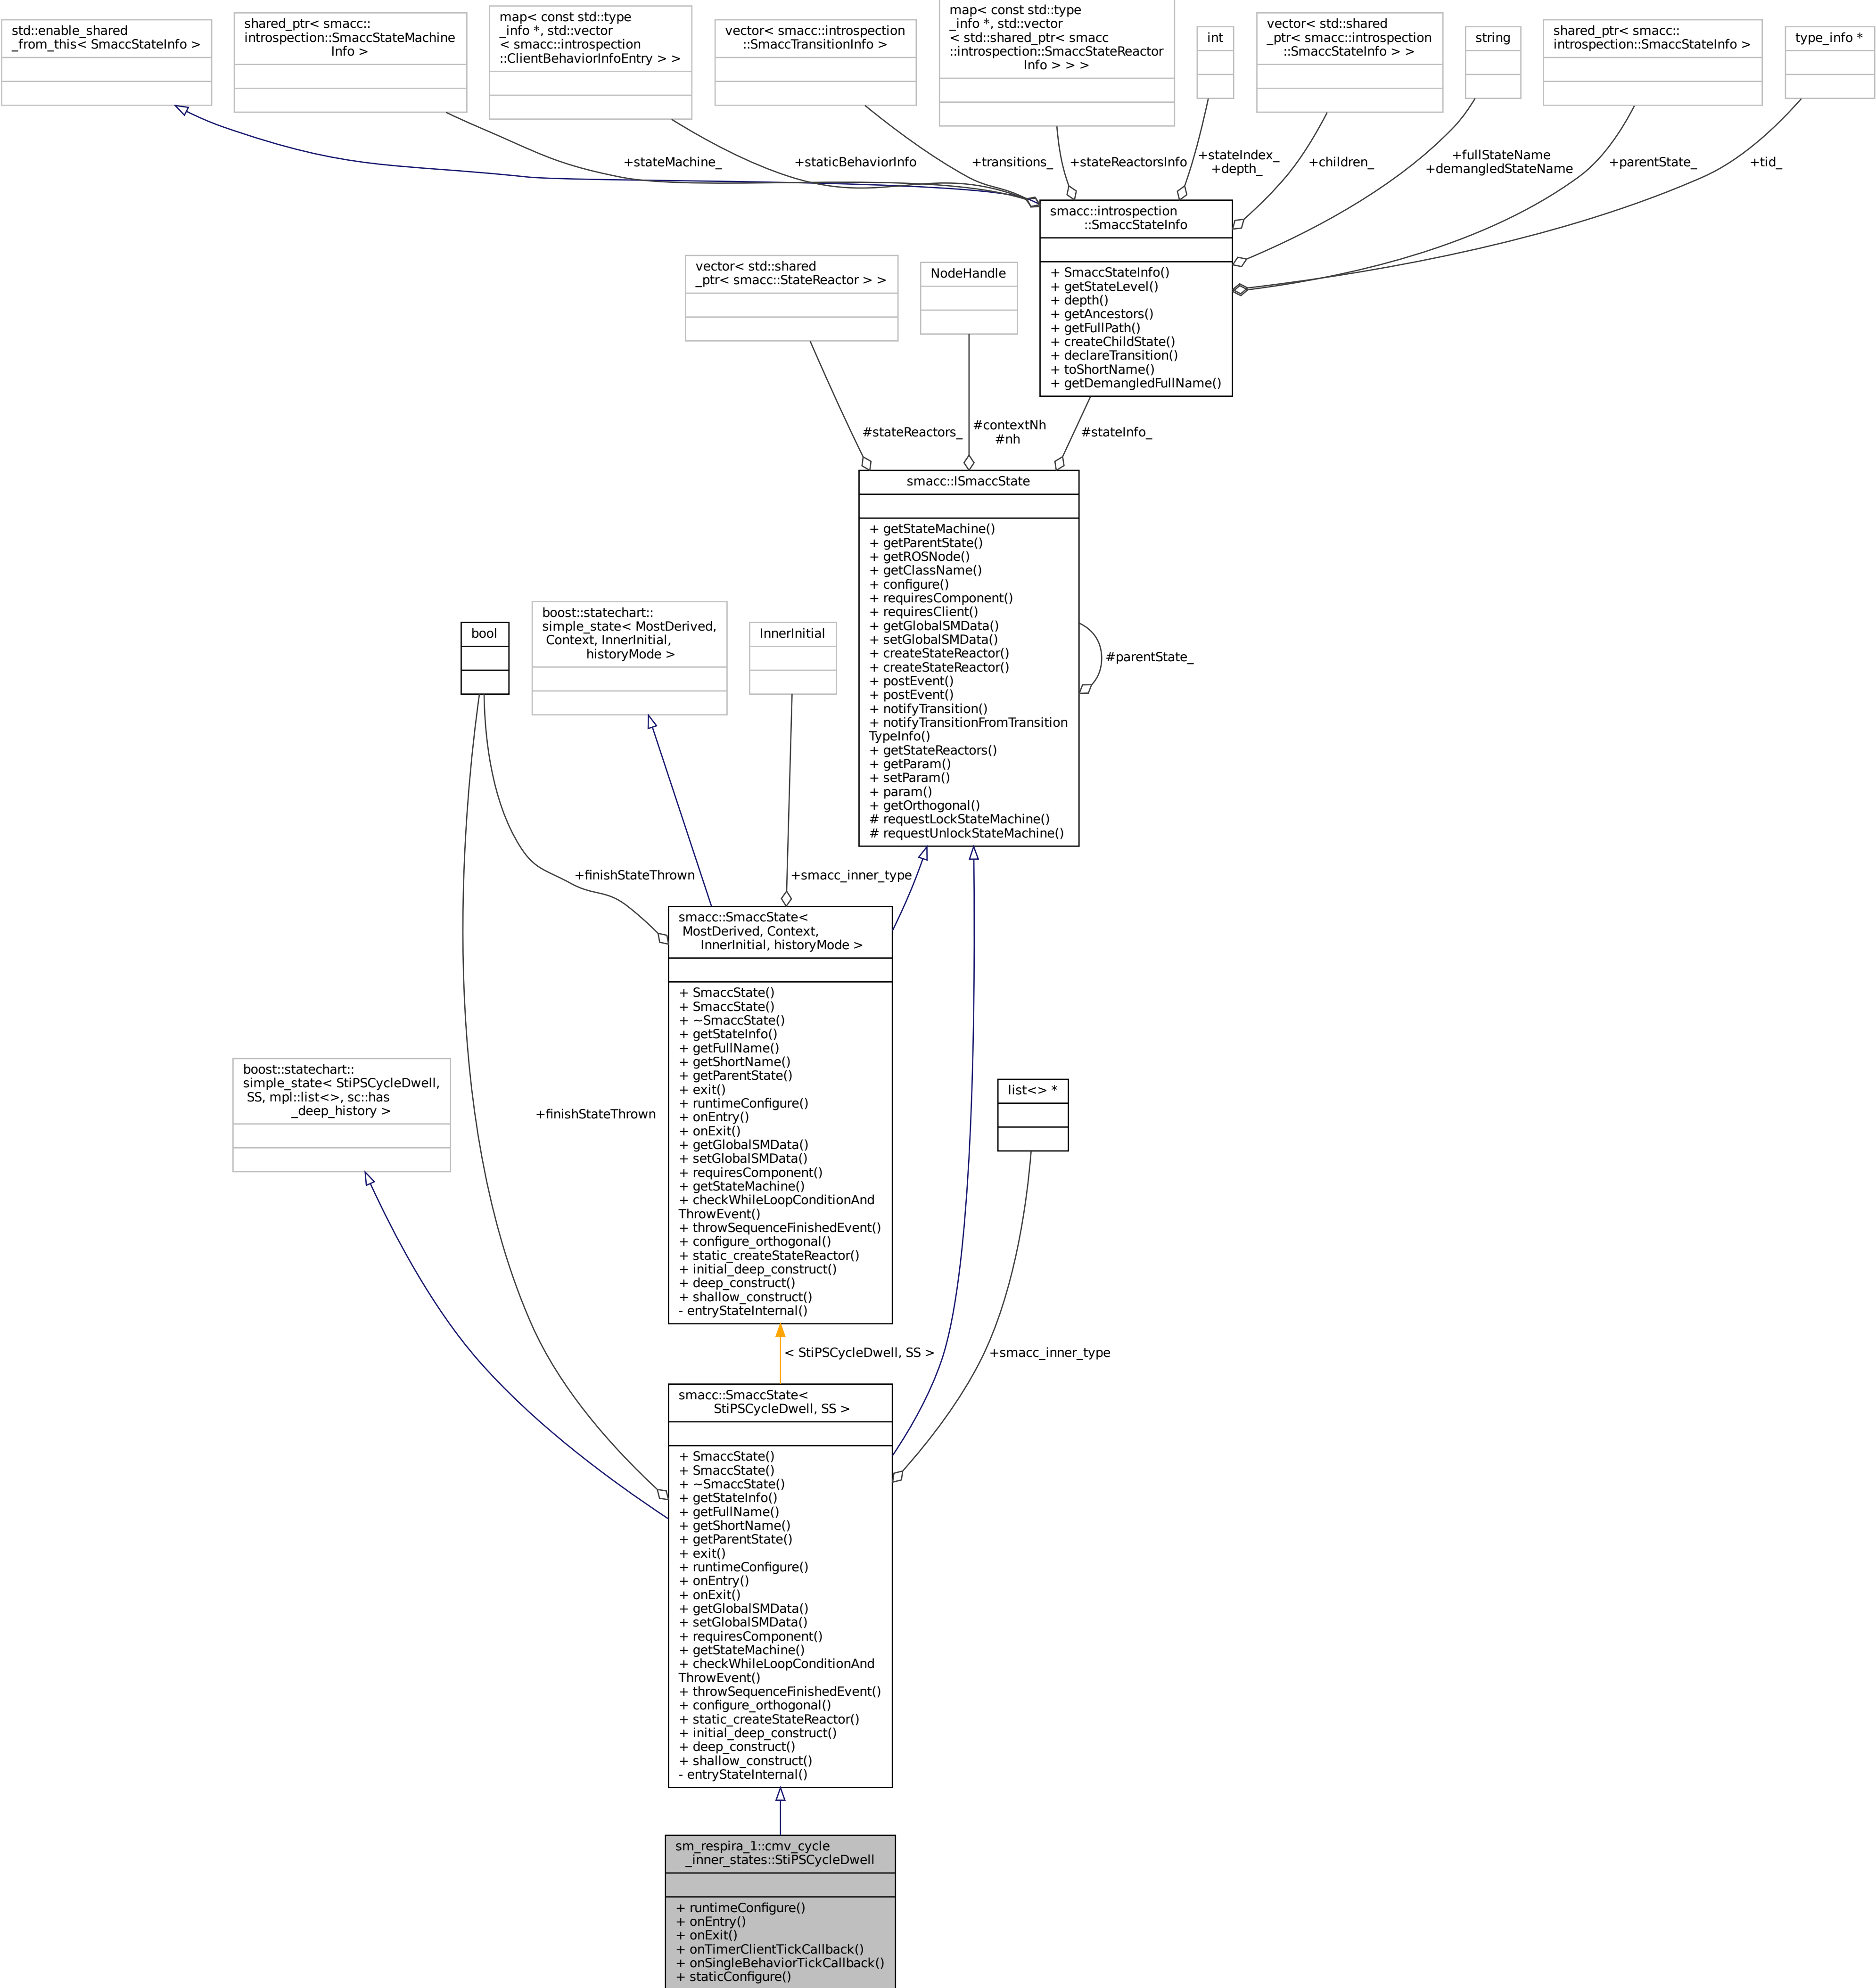 std::enable_shared
_from_this< SmaccStateInfo >
shared_ptr< smacc::
introspection::SmaccStateMachine
Info >
map< const std::type
_info *, std::vector
< smacc::introspection
::ClientBehaviorInfoEntry > >
vector< smacc::introspection
::SmaccTransitionInfo >
map< const std::type
_info *, std::vector
< std::shared_ptr< smacc
::introspection::SmaccStateReactor
Info > > >
int
vector< std::shared
_ptr< smacc::introspection
::SmaccStateInfo > >
string
shared_ptr< smacc::
introspection::SmaccStateInfo >
type_info *
+stateMachine_
+staticBehaviorInfo
+transitions_
+stateReactorsInfo
+stateIndex_
+depth_
+children_
+fullStateName
+demangledStateName
+parentState_
+tid_
smacc::introspection
::SmaccStateInfo
+ SmaccStateInfo()
+ getStateLevel()
+ depth()
+ getAncestors()
+ getFullPath()
+ createChildState()
+ declareTransition()
+ toShortName()
+ getDemangledFullName()
vector< std::shared
_ptr< smacc::StateReactor > >
NodeHandle
#stateReactors_
#contextNh
#nh
#stateInfo_
smacc::ISmaccState
+ getStateMachine()
+ getParentState()
+ getROSNode()
+ getClassName()
+ configure()
+ requiresComponent()
+ requiresClient()
+ getGlobalSMData()
+ setGlobalSMData()
+ createStateReactor()
+ createStateReactor()
+ postEvent()
+ postEvent()
+ notifyTransition()
+ notifyTransitionFromTransition
TypeInfo()
+ getStateReactors()
+ getParam()
+ setParam()
+ param()
+ getOrthogonal()
# requestLockStateMachine()
# requestUnlockStateMachine()
#parentState_
bool
boost::statechart::
simple_state< MostDerived,
Context, InnerInitial,
historyMode >
InnerInitial
+finishStateThrown
+smacc_inner_type
smacc::SmaccState<
MostDerived, Context,
InnerInitial, historyMode >
+ SmaccState()
+ SmaccState()
+ ~SmaccState()
+ getStateInfo()
+ getFullName()
+ getShortName()
+ getParentState()
+ exit()
+ runtimeConfigure()
+ onEntry()
+ onExit()
+ getGlobalSMData()
+ setGlobalSMData()
+ requiresComponent()
+ getStateMachine()
+ checkWhileLoopConditionAnd
ThrowEvent()
+ throwSequenceFinishedEvent()
+ configure_orthogonal()
+ static_createStateReactor()
+ initial_deep_construct()
+ deep_construct()
+ shallow_construct()
- entryStateInternal()
boost::statechart::
simple_state< StiPSCycleDwell,
SS, mpl::list<>, sc::has
_deep_history >
+finishStateThrown
list<> *
< StiPSCycleDwell, SS >
+smacc_inner_type
smacc::SmaccState<
StiPSCycleDwell, SS >
+ SmaccState()
+ SmaccState()
+ ~SmaccState()
+ getStateInfo()
+ getFullName()
+ getShortName()
+ getParentState()
+ exit()
+ runtimeConfigure()
+ onEntry()
+ onExit()
+ getGlobalSMData()
+ setGlobalSMData()
+ requiresComponent()
+ getStateMachine()
+ checkWhileLoopConditionAnd
ThrowEvent()
+ throwSequenceFinishedEvent()
+ configure_orthogonal()
+ static_createStateReactor()
+ initial_deep_construct()
+ deep_construct()
+ shallow_construct()
- entryStateInternal()
sm_respira_1::cmv_cycle
_inner_states::StiPSCycleDwell
+ runtimeConfigure()
+ onEntry()
+ onExit()
+ onTimerClientTickCallback()
+ onSingleBehaviorTickCallback()
+ staticConfigure()